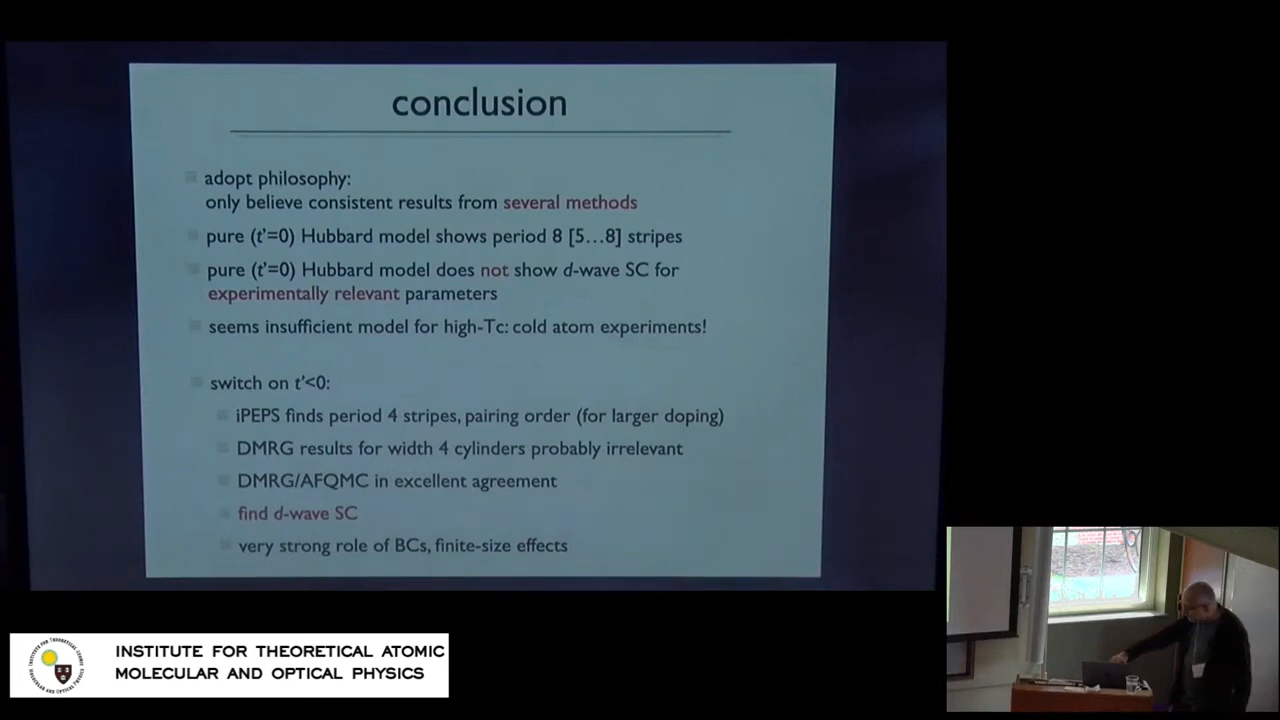 conclusion
adopt philosophy:
only believe consistent results from several methods
pure (t'=0) Hubbard model shows period 8 [5...8] stripes
pure (t'=0) Hubbard model does not show d-wave SC for
experimentally relevant parameters
seems insufficient model for high-Tc: cold atom experiments!
switch on t'<0:
iPEPS finds period 4 stripes, pairing order (for larger doping)
DMRG results for width 4 cylinders probably irrelevant
DMRG/AFQMC in excellent agreement
find d-wave SC
very strong role of BCs, finite-size effects
INSTITUTE FOR THEORETICAL ATOMIC
MOLECULAR AND OPTICAL PHYSICS